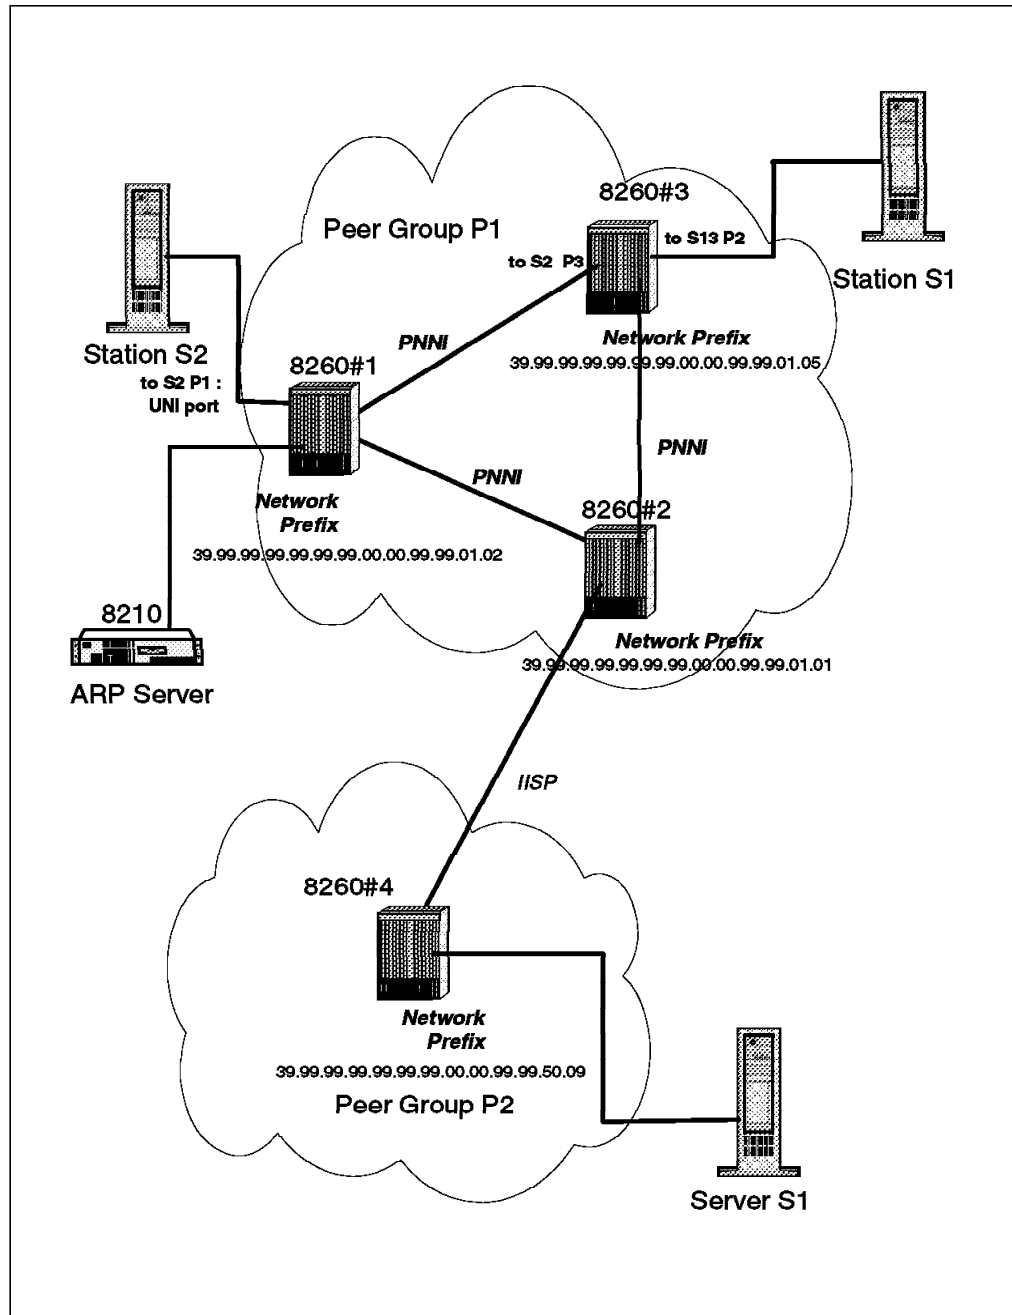 8260#3
Peer Group P1
to S13 P2
to S2 P3
Station S1
PNNI
Network Prefix
39.99.99.99.99.99.99.00.00.99.99.01.05
Station S2
8260#1
to S2 P1 :
UNI port
PNNI
PNNI
Network
Prefix
8260#2
39.99.99.99.99.99.99.00.00.99.99.01.02
8210
ARP Server
Network Prefix
39.99.99.99.99.99.99.00.00.99.99.01.01
IISP
8260#4
Network
Prefix
39.99.99.99.99.99.99.00.00.99.99.50.09
Peer Group P2
Server S1